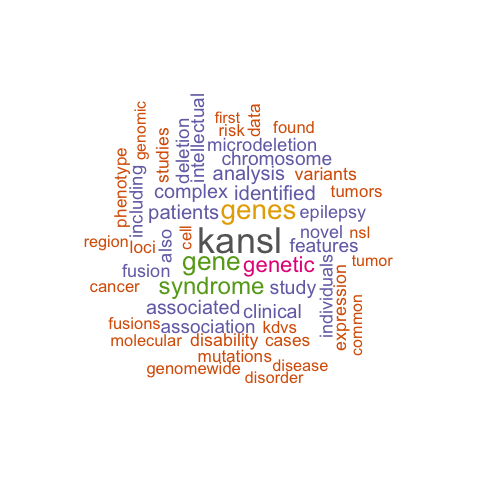 first
risk
data
found
genomic
studies
deletion
intellectual
microdeletion
chromosome
phenotype
including
analysis
variants
complex
identified
tumors
patients
genes
epilepsy
region
loci
also
cell
kansl
novel
nsl
features
fusion
gene
genetic
tumor
cancer
syndrome
study
individuals
expression
common
associated
clinical
fusions
association
kdvs
molecular
disability
cases
mutations
genomewide
disease
disorder